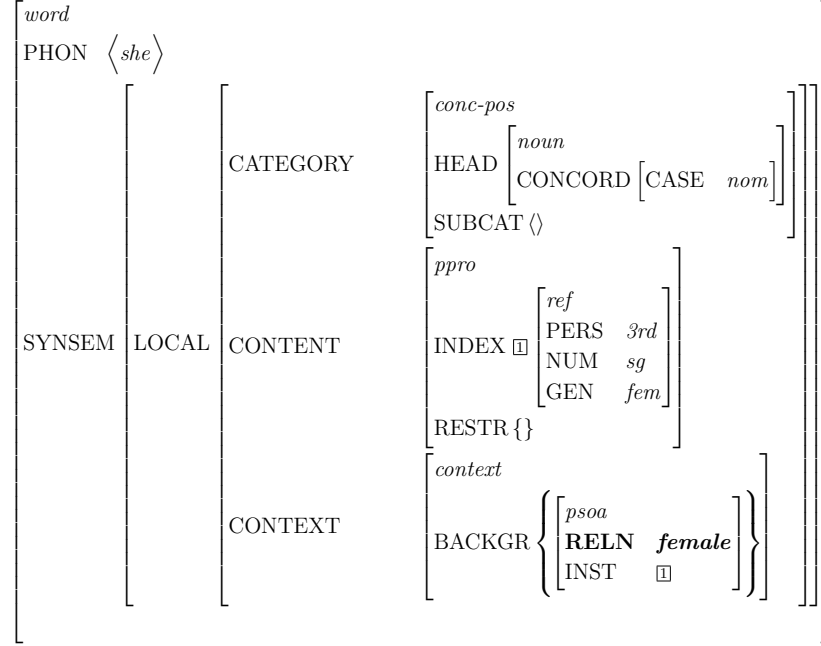 word
PHON ⟨she⟩
conc-pos
noun
CATEGORY HEAD
CONCORD [CASE nom]
SUBCAT ⟨⟩
ppro
ref
PERS 3rd
SYNSEM LOCAL CONTENT INDEX 1
NUM sg
GEN fem
RESTR {}
context
psoa
CONTEXT BACKGR RELN female
INST 1